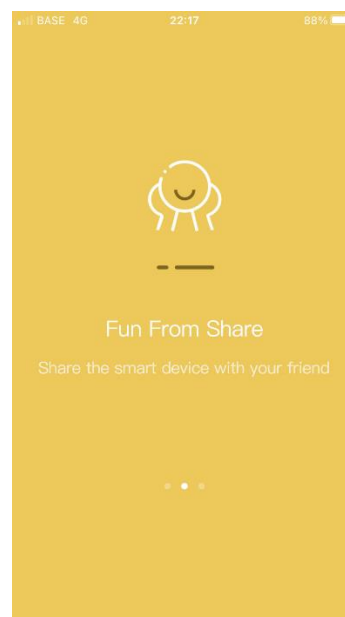 BASE 4G 22:17 88%
Fun From Share
Share the smart device with your friend